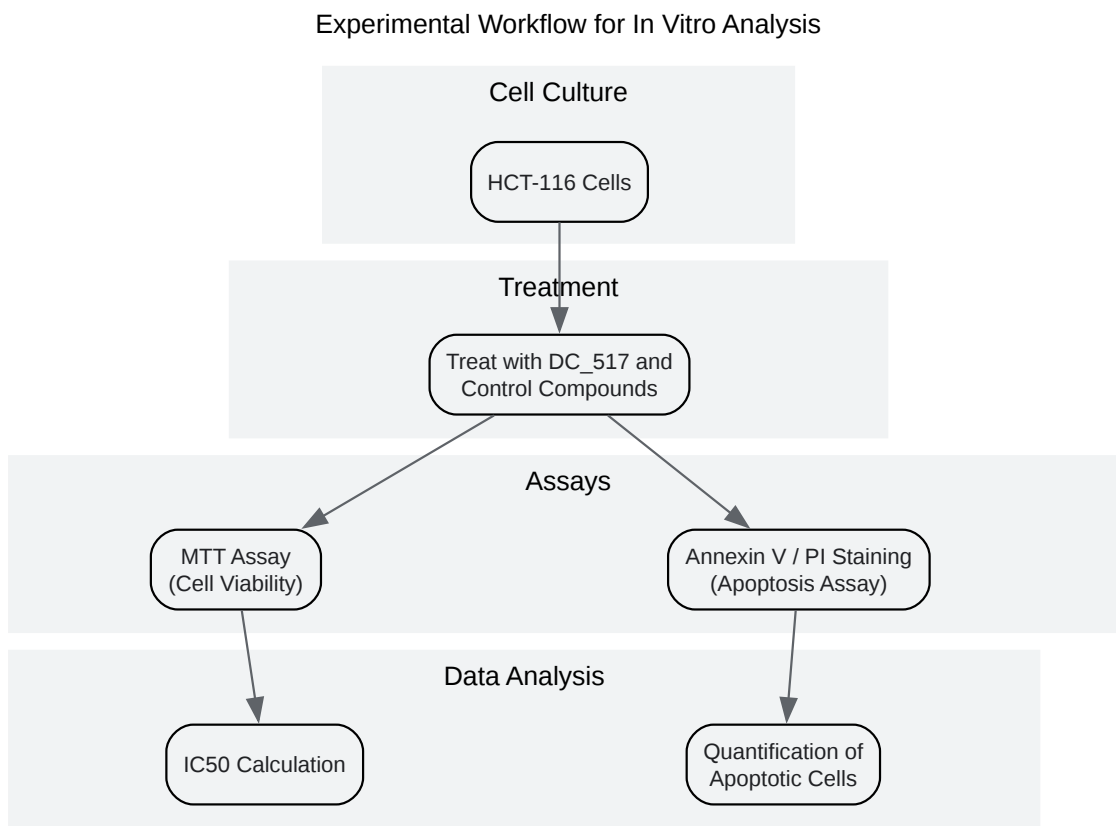 Experimental Workflow for In Vitro Analysis
Cell Culture
HCT-116 Cells
Treatment
Treat with DC_517 and
Control Compounds
Assays
MTT Assay
(Cell Viability)
Annexin V / PI Staining
(Apoptosis Assay)
Data Analysis
IC50 Calculation
Quantification of
Apoptotic Cells